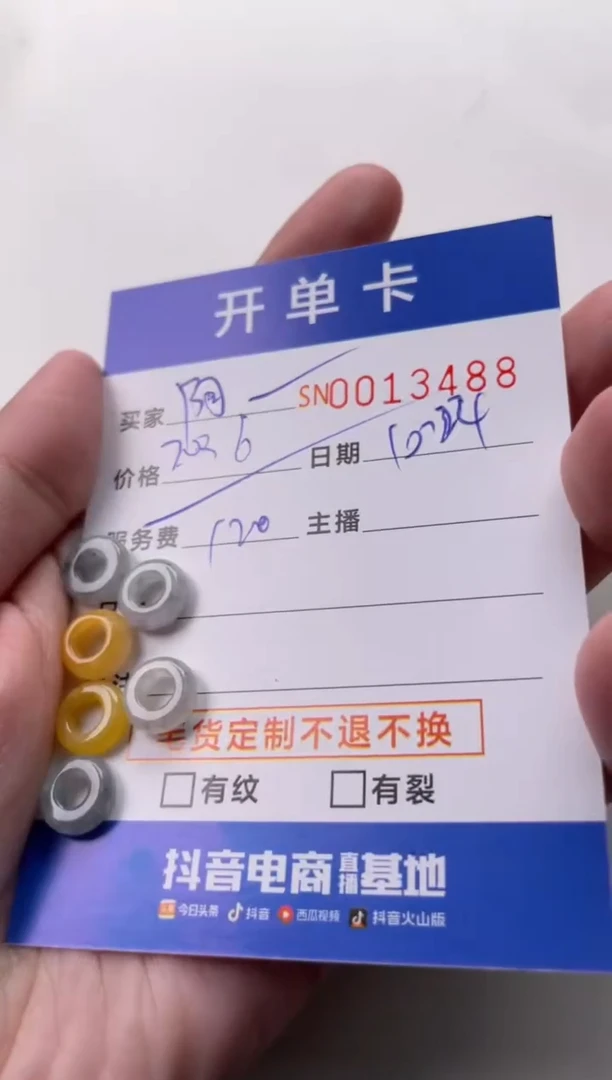 开单卡
买家 SN0013488
价格 2026 日期
服务费 120 主播
货定制不退不换
有纹 有裂
抖音电商直播基地
今日头条 抖音 西瓜视频 抖音火山版